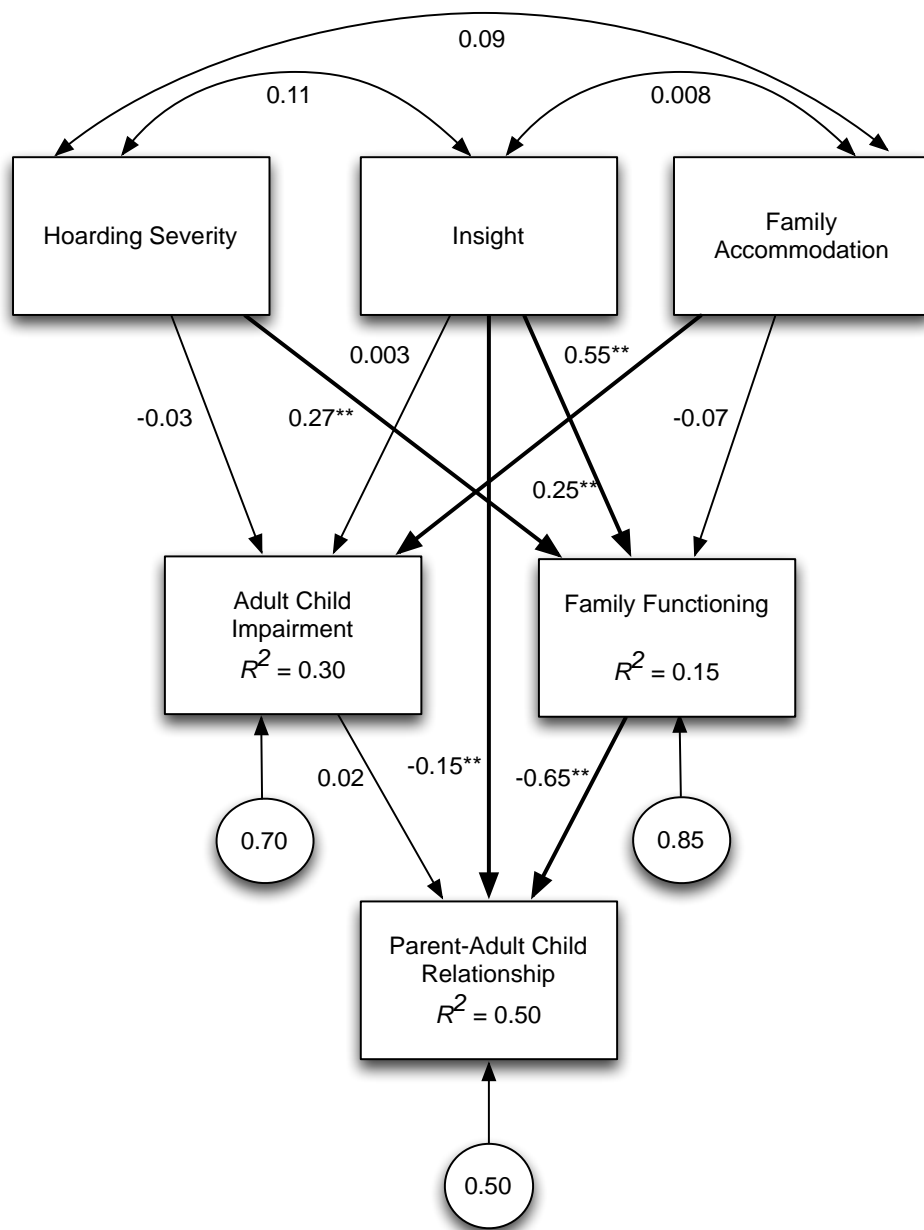 0.09
0.11
0.008
Hoarding Severity
Insight
Family
Accommodation
0.003
0.55**
-0.03
0.27**
-0.07
0.25**
Adult Child
Impairment
R² = 0.30
Family Functioning
R² = 0.15
0.02
-0.15**
-0.65**
0.70
0.85
Parent-Adult Child
Relationship
R² = 0.50
0.50